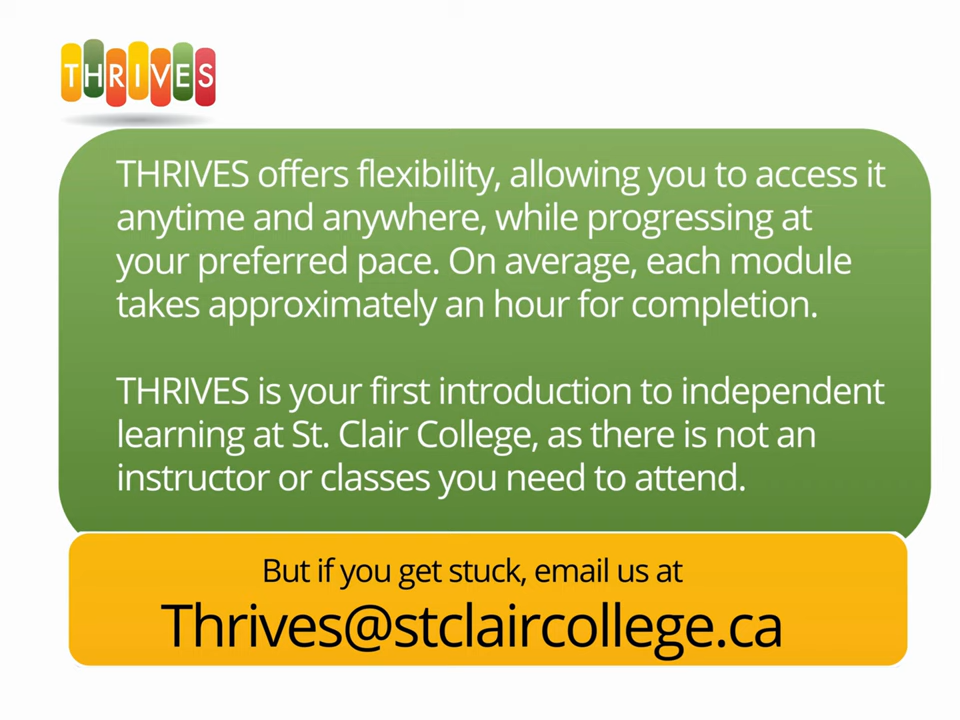 THRIVES
THRIVES offers flexibility, allowing you to access it
anytime and anywhere, while progressing at
your preferred pace. On average, each module
takes approximately an hour for completion.
THRIVES is your first introduction to independent
learning at St. Clair College, as there is not an
instructor or classes you need to attend.
But if you get stuck, email us at
Thrives@stclaircollege.ca